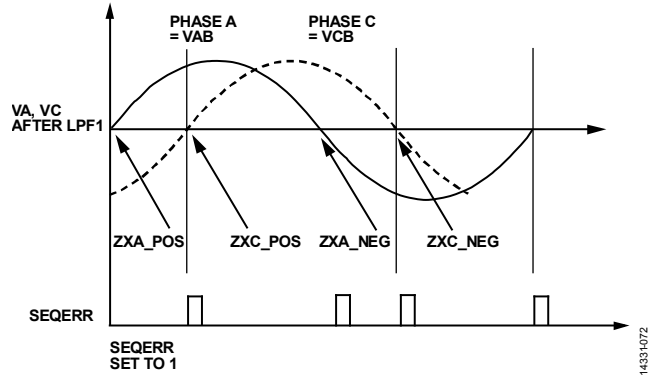 PHASE A
= VAB
PHASE C
= VCB
VA, VC
AFTER LPF1
ZXA_POS
ZXC_POS
ZXA_NEG
ZXC_NEG
SEQERR
SEQERR
SET TO 1
14331-072